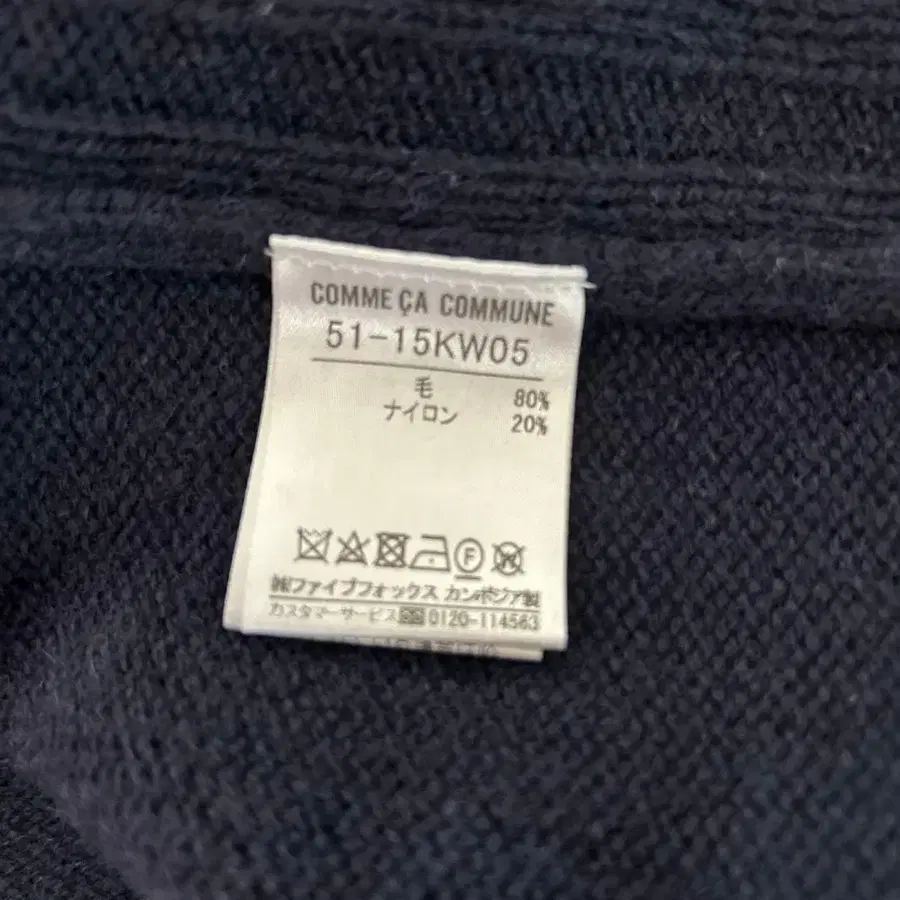 COMME ÇA COMMUNE
51-15KW05
毛 80%
ナイロン 20%
F W
㈱ファイブフォックス カンボジア製
カスタマーサービス 0120-114563